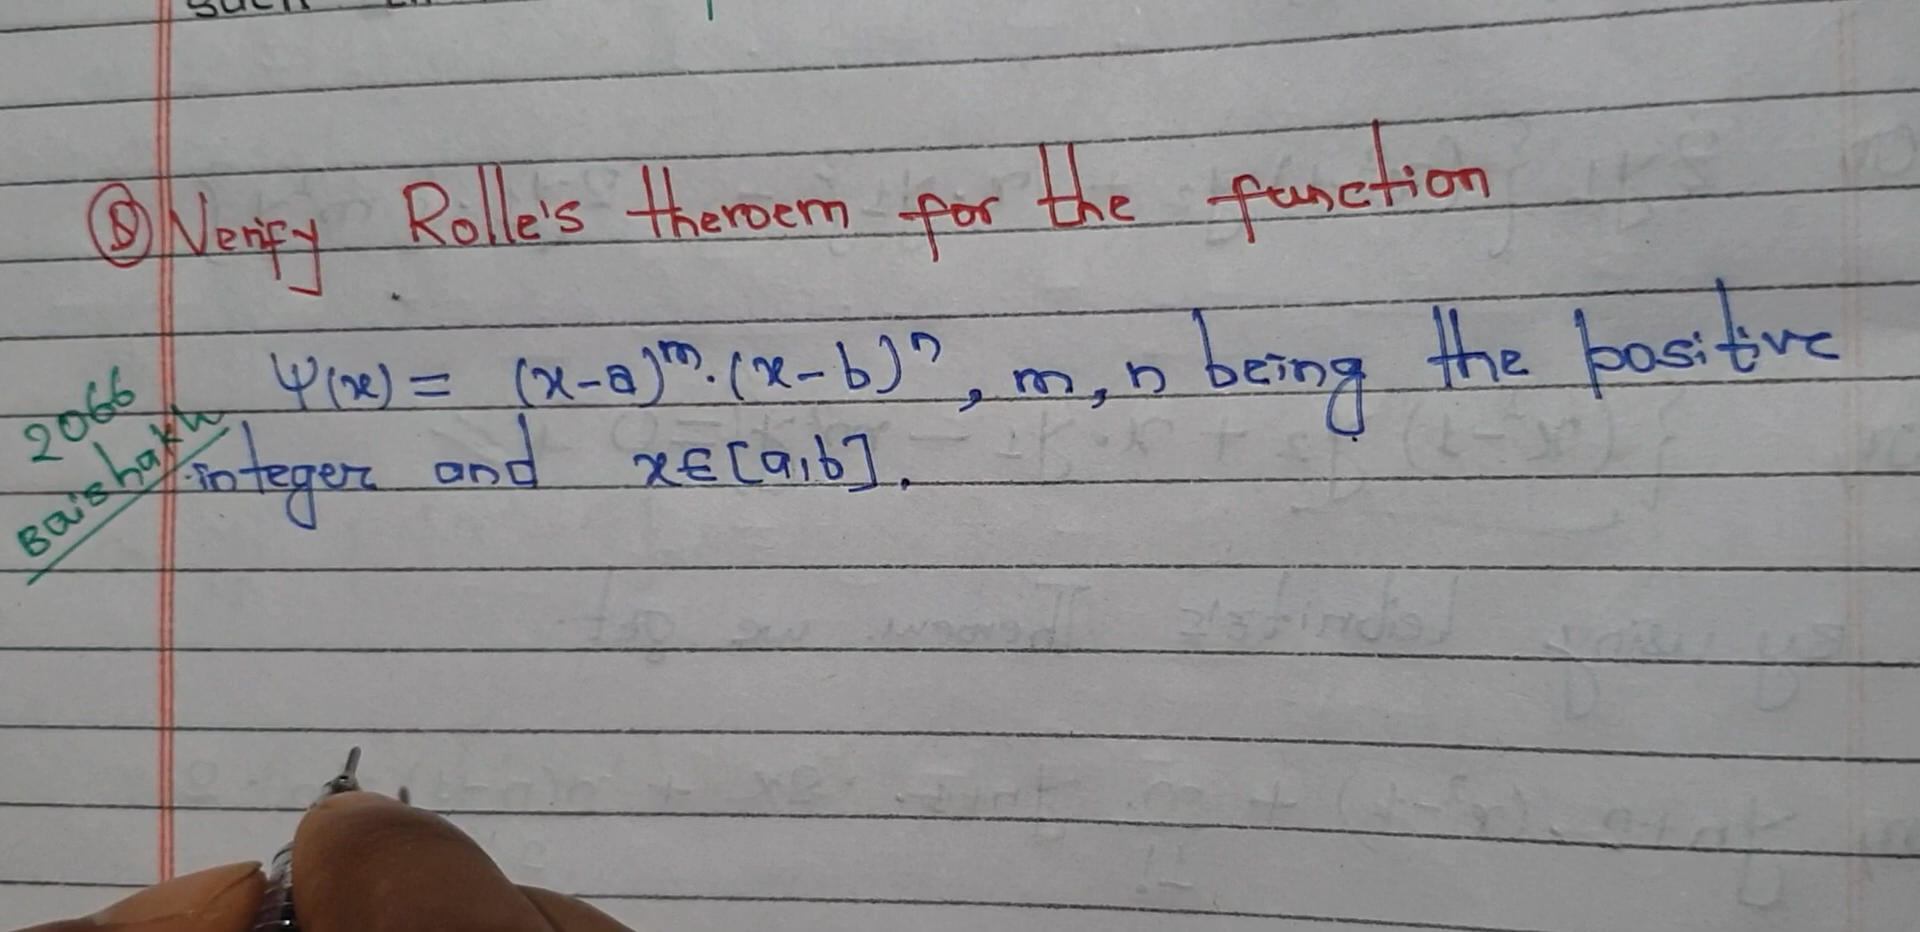 ⑧ Verify Rolle's theroem for the function
Ψ(x) = (x-a)^m.(x-b)^n, m, n being the positive
integer and x∈[a,b].
2066
Baishakh